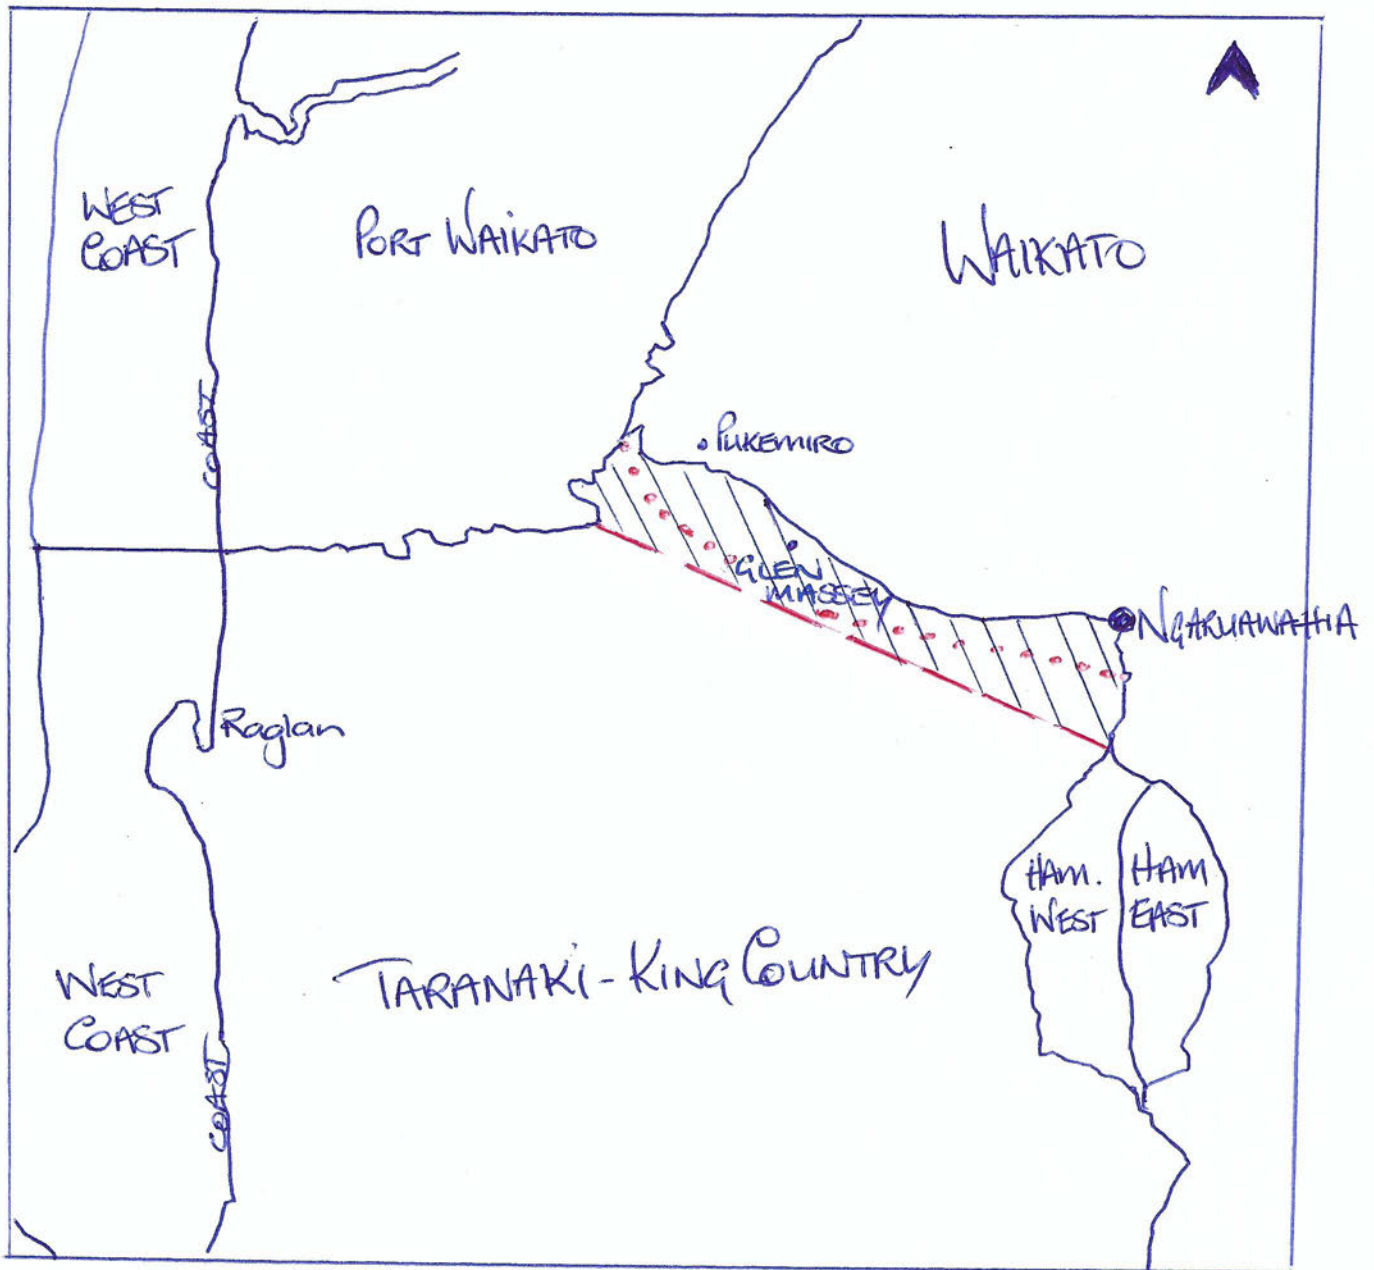 WEST
COAST
PORT WAIKATO
WAIKATO
COAST
PUKEMIRO
GLEN
MASSEY
NGARUAWAHIA
Raglan
HAM.
WEST
HAM
EAST
WEST
COAST
TARANAKI - KING COUNTRY
COAST